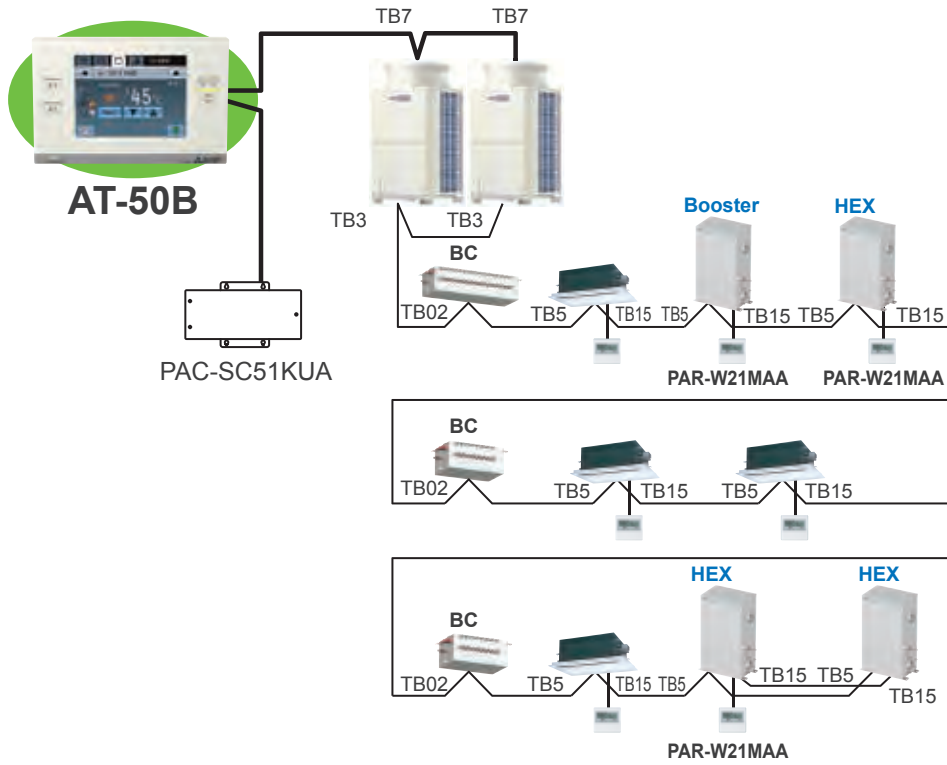 TB7 TB7
45
AT-50B
TB3 TB3
Booster HEX
BC
TB02 TB5 TB15 TB5 TB15 TB5 TB15
PAC-SC51KUA
PAR-W21MAA PAR-W21MAA
BC
TB02 TB5 TB15 TB5 TB15
HEX HEX
BC
TB02 TB5 TB15 TB5 TB15 TB5
TB15
PAR-W21MAA